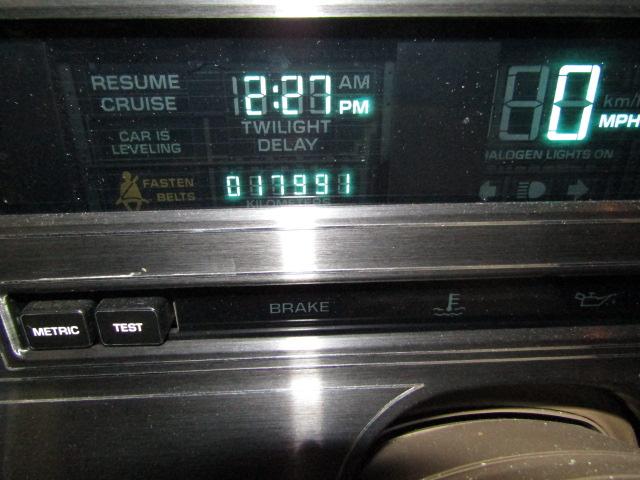 RESUME
CRUISE
2:27 AM
PM
TWILIGHT
DELAY
CAR IS
LEVELING
FASTEN
BELTS
017991
KILOMETERS
0 km/
MPH
HALOGEN LIGHTS ON
METRIC
TEST
BRAKE